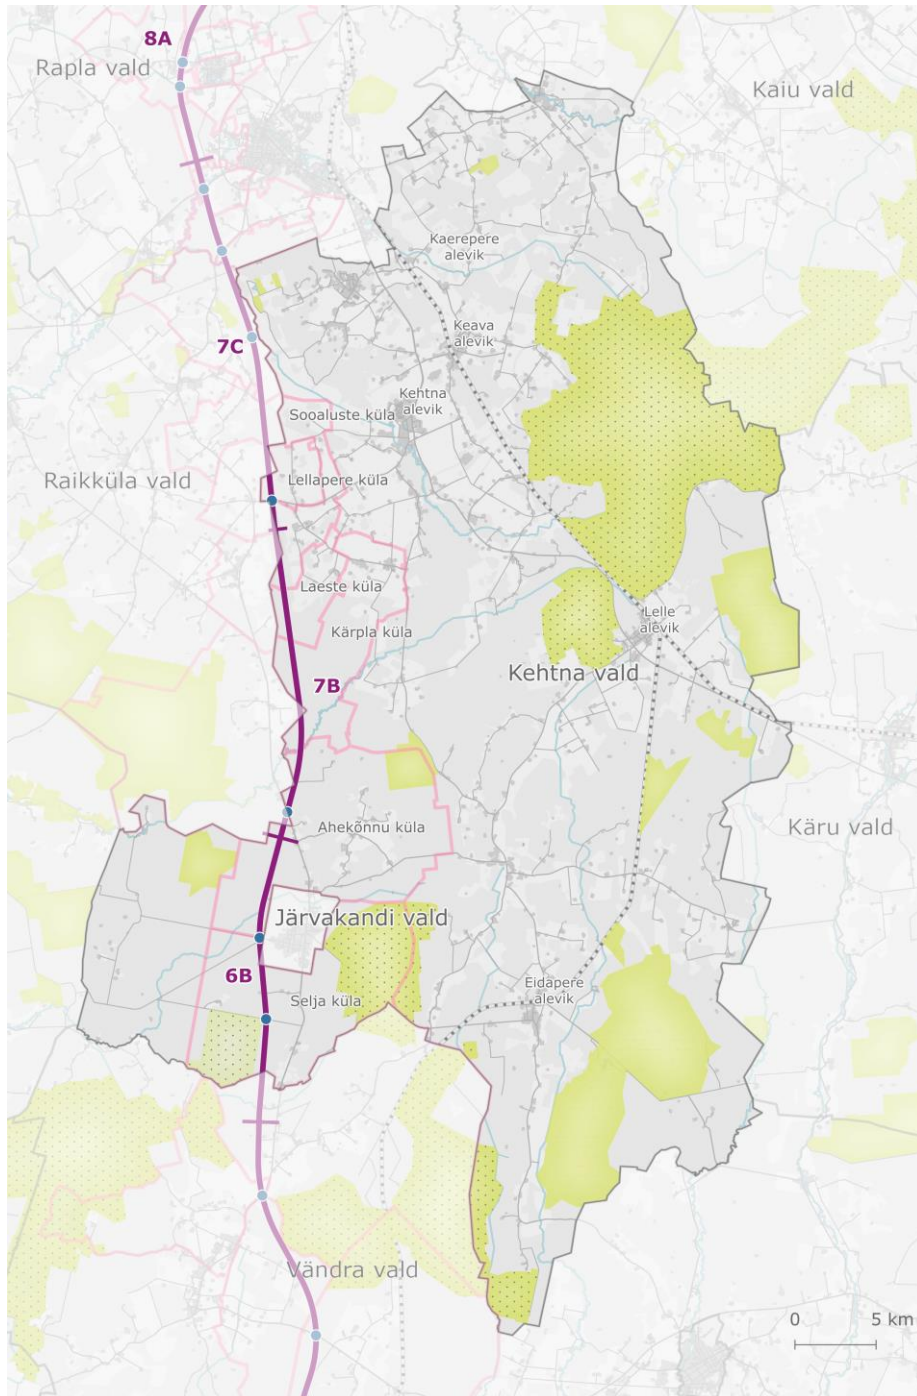 8A
Rapla vald
Kaiu vald
Kaerepere
alevik
Keava
alevik
7C
Kehtna
alevik
Sooaluste küla
Raikküla vald
Lellapere küla
Laeste küla
Kärpla küla
Lelle
alevik
Kehtna vald
7B
Ahekõnnu küla
Käru vald
Järvakandi vald
6B
Selja küla
Eidapere
alevik
Vändra vald
0 5 km